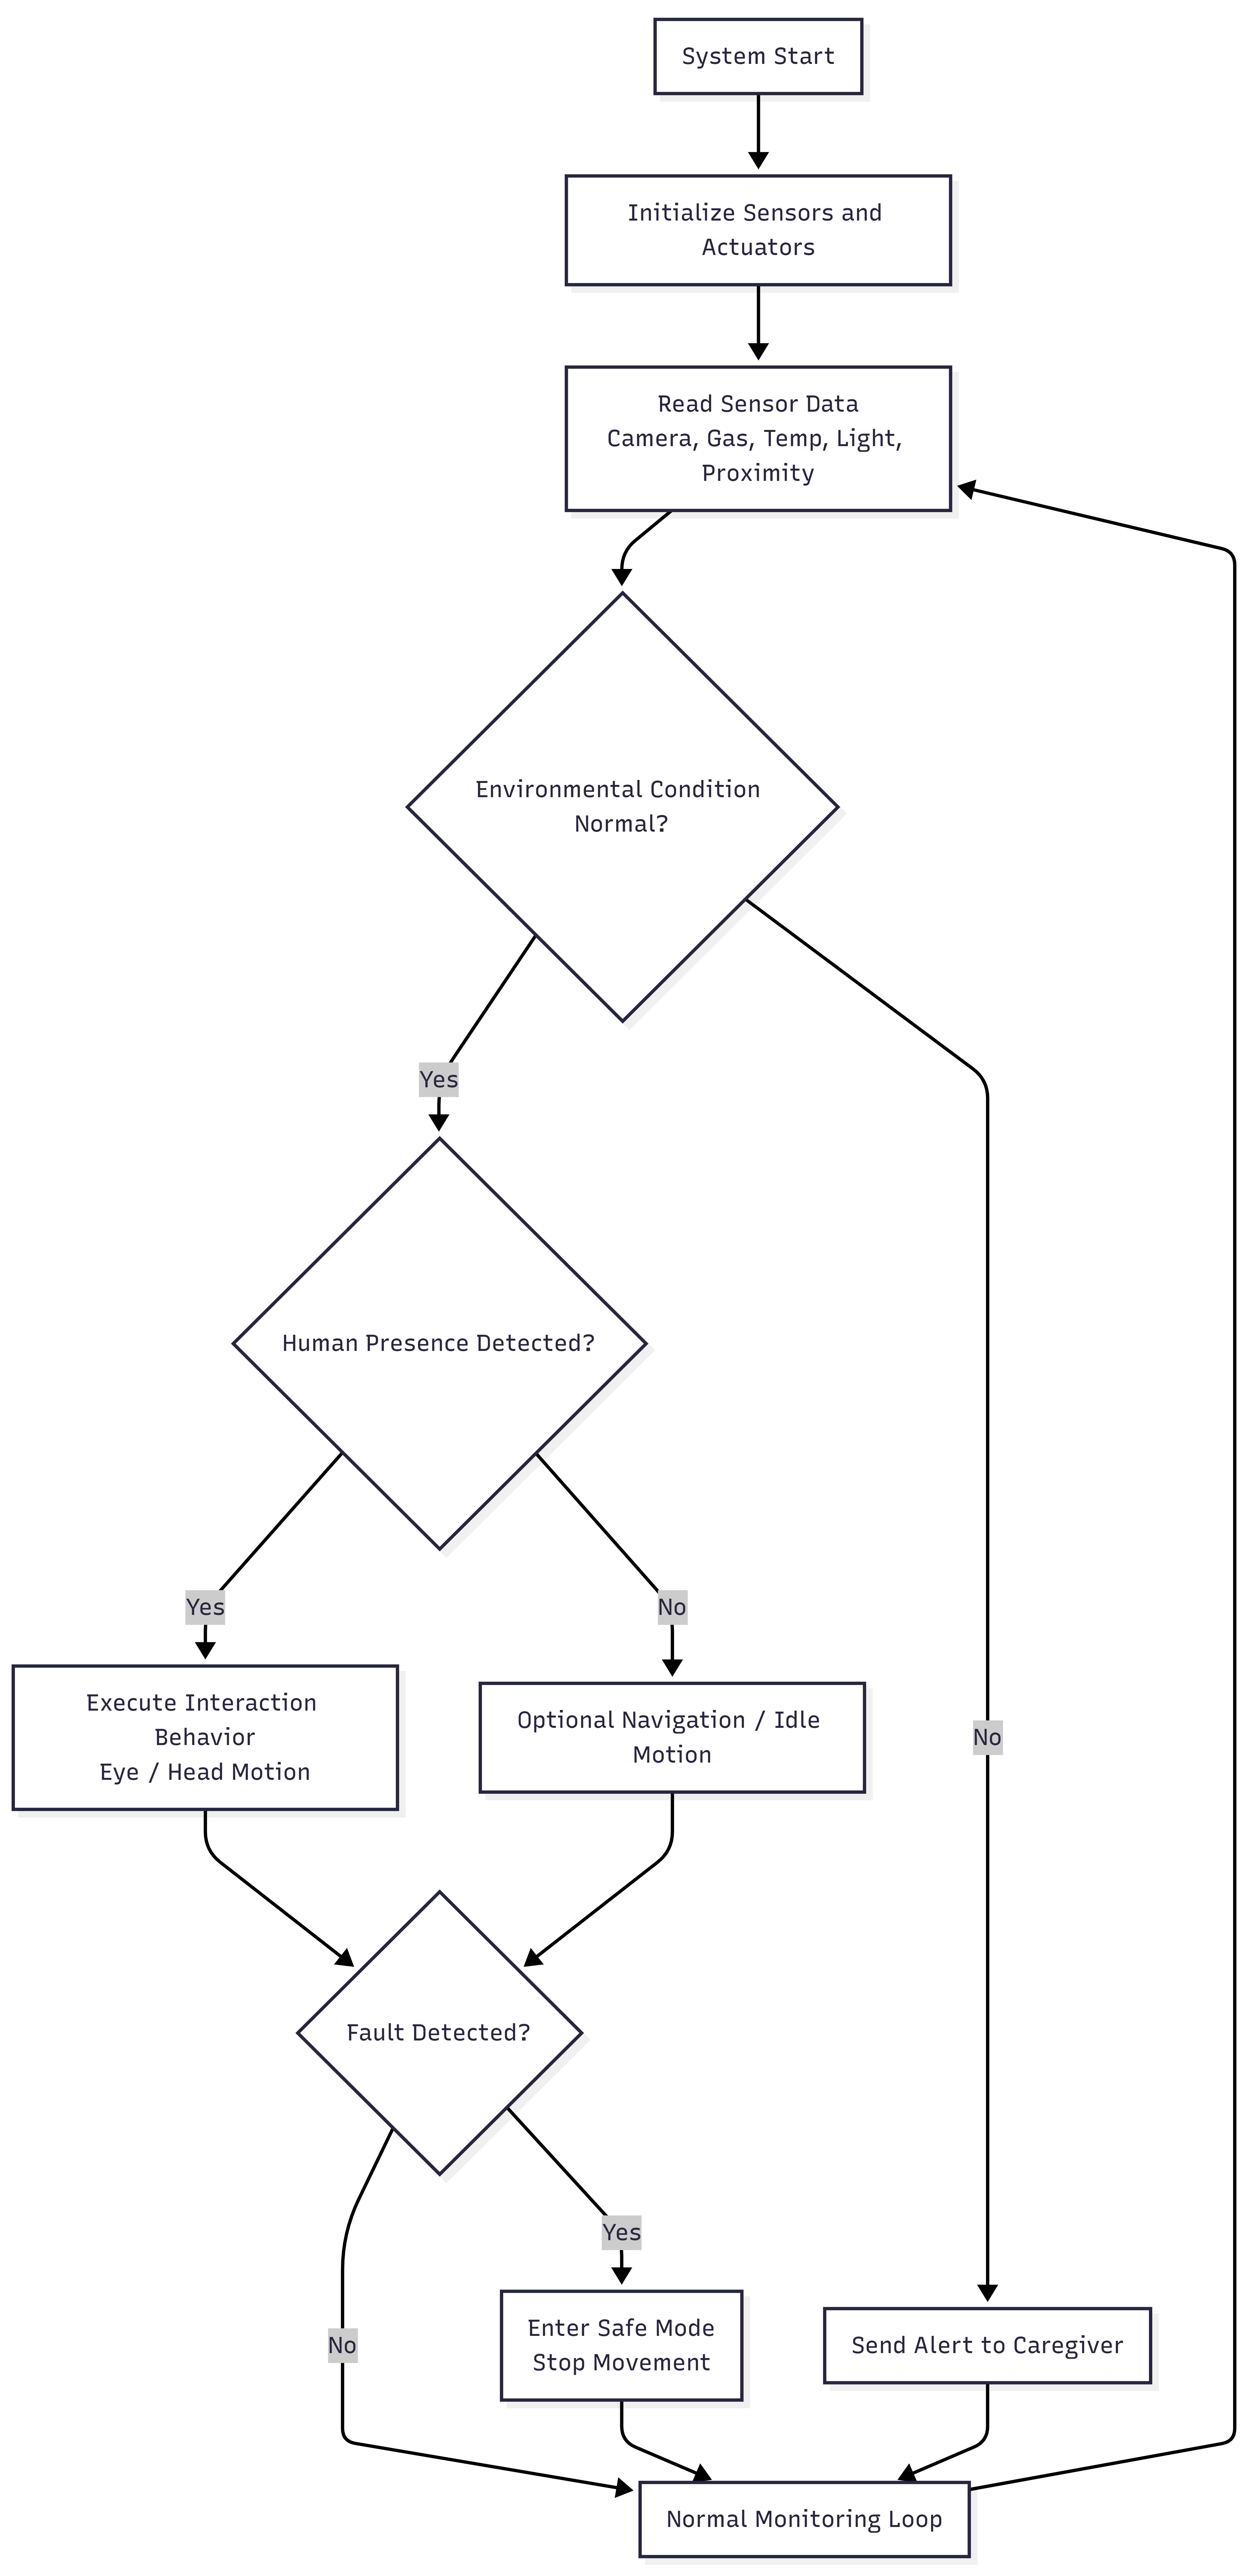 System Start
Initialize Sensors and
Actuators
Read Sensor Data
Camera, Gas, Temp, Light,
Proximity
Environmental Condition
Normal?
Yes
Human Presence Detected?
Yes
No
Execute Interaction
Behavior
Eye / Head Motion
Optional Navigation / Idle
Motion
No
Fault Detected?
Yes
No
Enter Safe Mode
Stop Movement
Send Alert to Caregiver
Normal Monitoring Loop